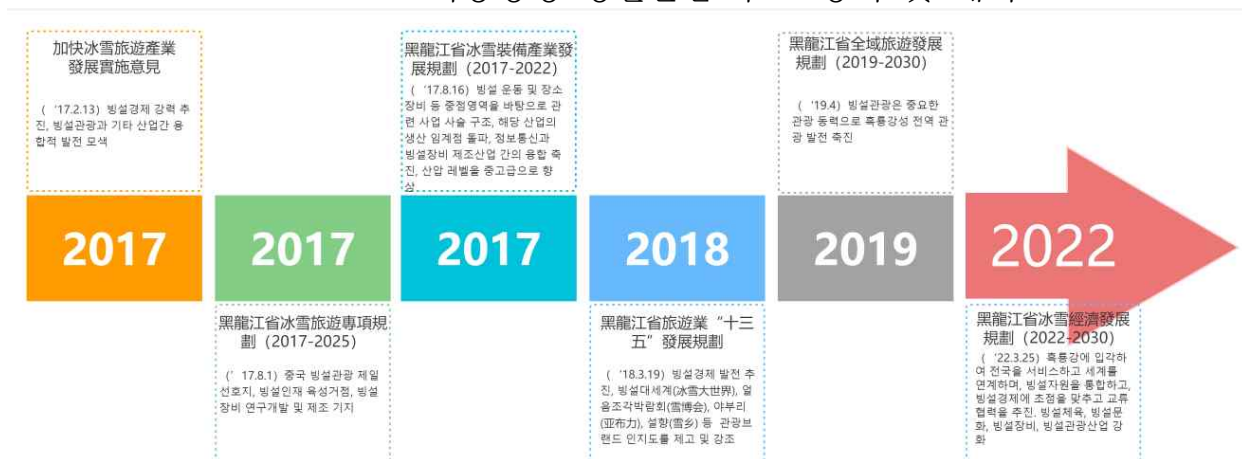 加快冰雪旅遊產業
發展實施意見
( ‘17.2.13) 빙설경제 강력 추
진, 빙설관광과 기타 산업간 융
합적 발전 모색
黑龍江省冰雪裝備產業發
展規劃 (2017-2022)
( ‘17.8.16) 빙설 운동 및 장소
장비 등 중점영역을 바탕으로 관
련 사업 사슬 구조, 해당 산업의
생산 임계점 돌파, 정보통신과
빙설장비 제조산업 간의 융합 촉
진, 산압 레벨을 중고급으로 향
상
黑龍江省全域旅遊發展
規劃 (2019-2030)
( ‘19.4) 빙설관광은 중요한
관광 동력으로 흑룡강성 전역 관
광 발전 촉진
2017
2017
2017
2018
2019
2022
黑龍江省冰雪旅遊專項規
劃 (2017-2025)
(‘ 17.8.1) 중국 빙설관광 제일
선호지, 빙설인재 육성거점, 빙설
장비 연구개발 및 제조 기지
黑龍江省旅遊業 “十三
五” 發展規劃
( ‘18.3.19) 빙설경제 발전 추
진, 빙설대세계(冰雪大世界), 얼
음조각박람회(雪博会), 야부리
(亚布力), 설향(雪乡) 등 관광브
랜드 인지도를 제고 및 강조
黑龍江省冰雪經濟發展
規劃 (2022-2030)
( ‘22.3.25) 흑룡강에 입각하
여 전국을 서비스하고 세계를
연계하며, 빙설자원을 통합하고,
빙설경제에 초점을 맞추고 교류
협력을 추진. 빙설체육, 빙설문
화, 빙설장비, 빙설관광산업 강
화